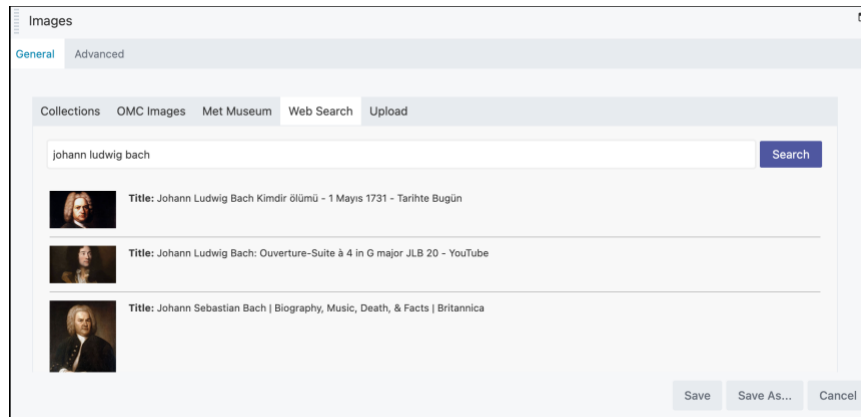 Images
General Advanced
Collections OMC Images Met Museum Web Search Upload
johann ludwig bach Search
Title: Johann Ludwig Bach Kimdir ölümü - 1 Mayıs 1731 - Tarihte Bugün
Title: Johann Ludwig Bach: Ouverture-Suite à 4 in G major JLB 20 - YouTube
Title: Johann Sebastian Bach | Biography, Music, Death, & Facts | Britannica
Save Save As... Cancel